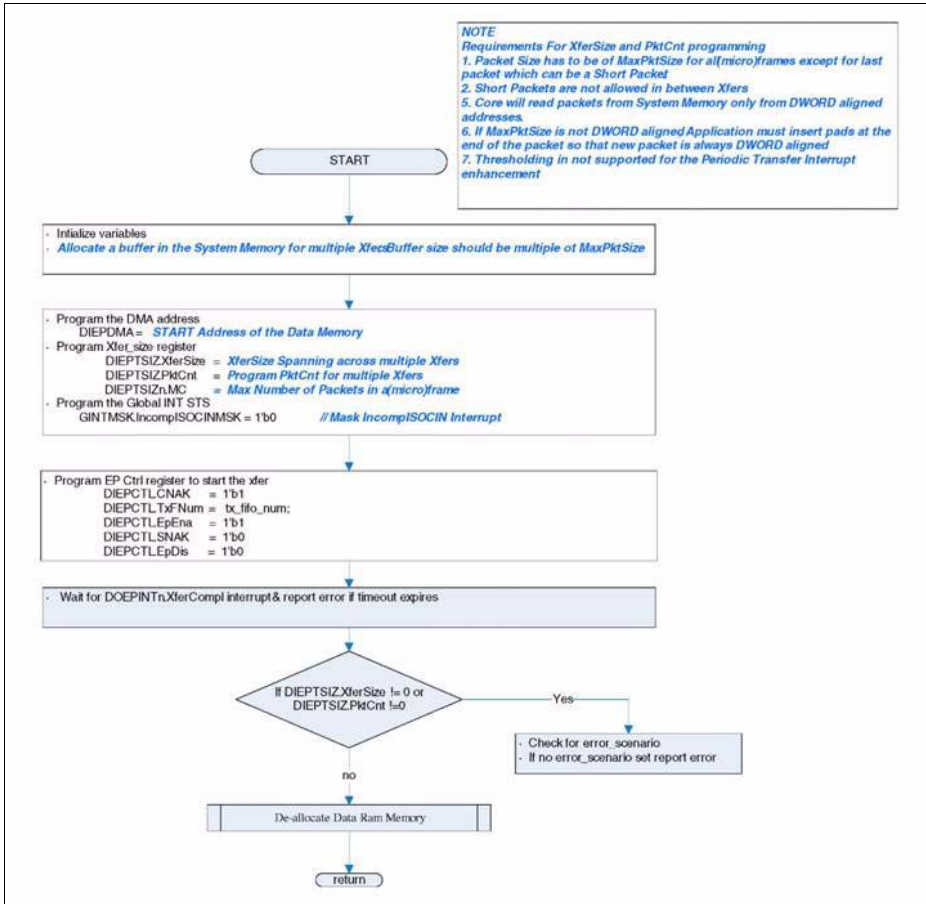 NOTE
Requirements For XferSize and PktCnt programming
1. Packet Size has to be of MaxPktSize for all(micro)frames except for last
packet which can be a Short Packet
2. Short Packets are not allowed in between Xfers
5. Core will read packets from System Memory only from DWORD aligned
addresses.
6. If MaxPktSize is not DWORD aligned, Application must insert pads at the
end of the packet so that new packet is always DWORD aligned
7. Thresholding in not supported for the Periodic Transfer Interrupt
enhancement
START
- Intialize variables
- Allocate a buffer in the System Memory for multiple Xfers Buffer size should be multiple ot MaxPktSize
- Program the DMA address
DIEPDMA = START Address of the Data Memory
- Program Xfer_size register
DIEPTSIZ.XferSize = XferSize Spanning across multiple Xfers
DIEPTSIZ.PktCnt = Program PktCnt for multiple Xfers
DIEPTSIZn.MC = Max Number of Packets in a(micro)frame
- Program the Global INT STS
GINTMSK.IncompISOCINMSK = 1'b0 // Mask IncompISOCIN Interrupt
- Program EP Ctrl register to start the xfer
DIEPCTL.CNAK = 1'b1
DIEPCTL.TxFNum = tx_fifo_num;
DIEPCTL.EpEna = 1'b1
DIEPCTL.SNAK = 1'b0
DIEPCTL.EpDis = 1'b0
- Wait for DOEPINTn.XferCompl interrupt & report error if timeout expires
If DIEPTSIZ.XferSize != 0 or
DIEPTSIZ.PktCnt !=0
Yes
- Check for error_scenario
- If no error_scenario set report error
no
De-allocate Data Ram Memory
return